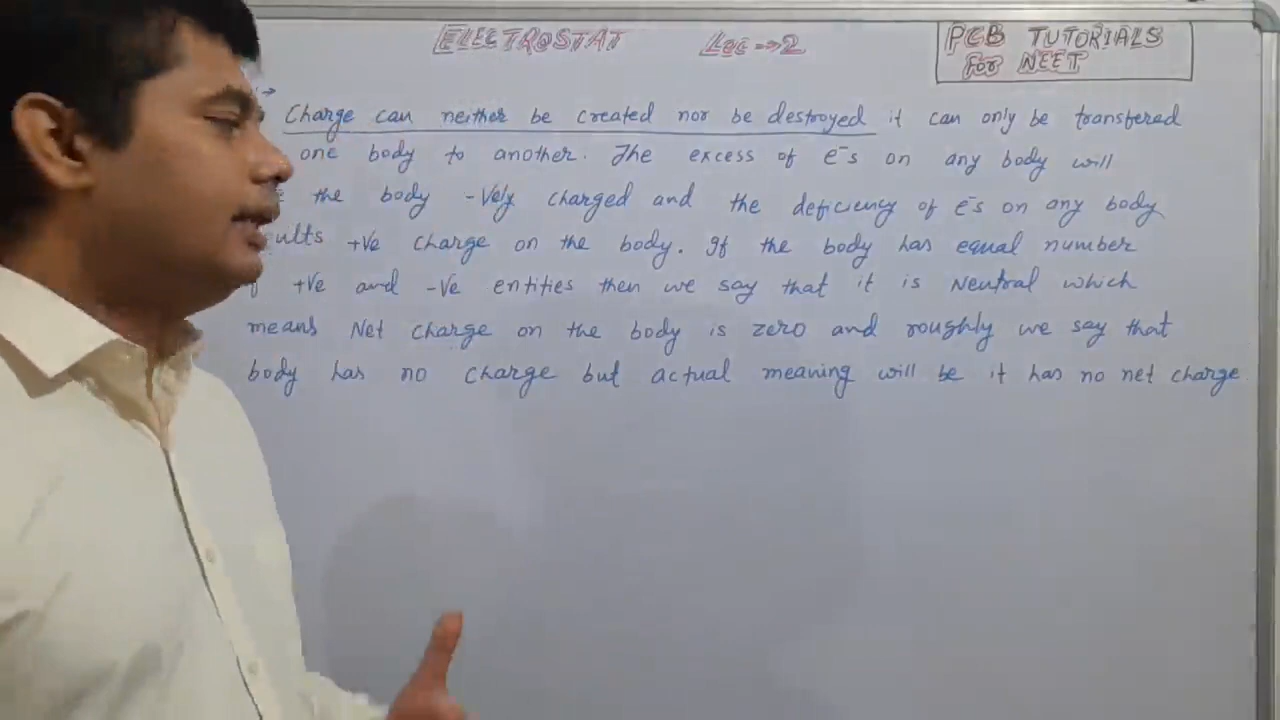 ELECTROSTAT Lec → 2
PCB TUTORIALS
For NEET
Charge can neither be created nor be destroyed it can only be transfered
one body to another. The excess of e⁻s on any body will
the body -Vely charged and the deficiency of e⁻s on any body
ults +Ve charge on the body. If the body has equal number
+Ve and -Ve entities then we say that it is Neutral which
means Net charge on the body is zero and roughly we say that
body has no charge but actual meaning will be it has no net charge